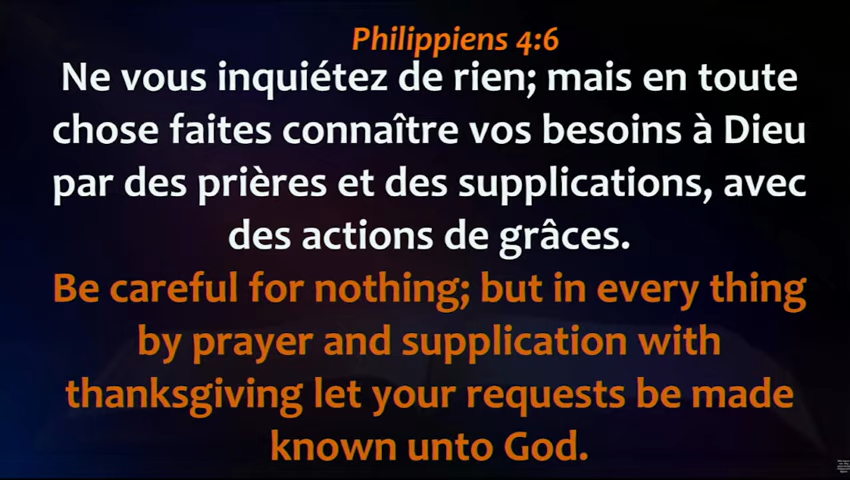 Philippiens 4:6
Ne vous inquiétez de rien; mais en toute
chose faites connaître vos besoins à Dieu
par des prières et des supplications, avec
des actions de grâces.
Be careful for nothing; but in every thing
by prayer and supplication with
thanksgiving let your requests be made
known unto God.